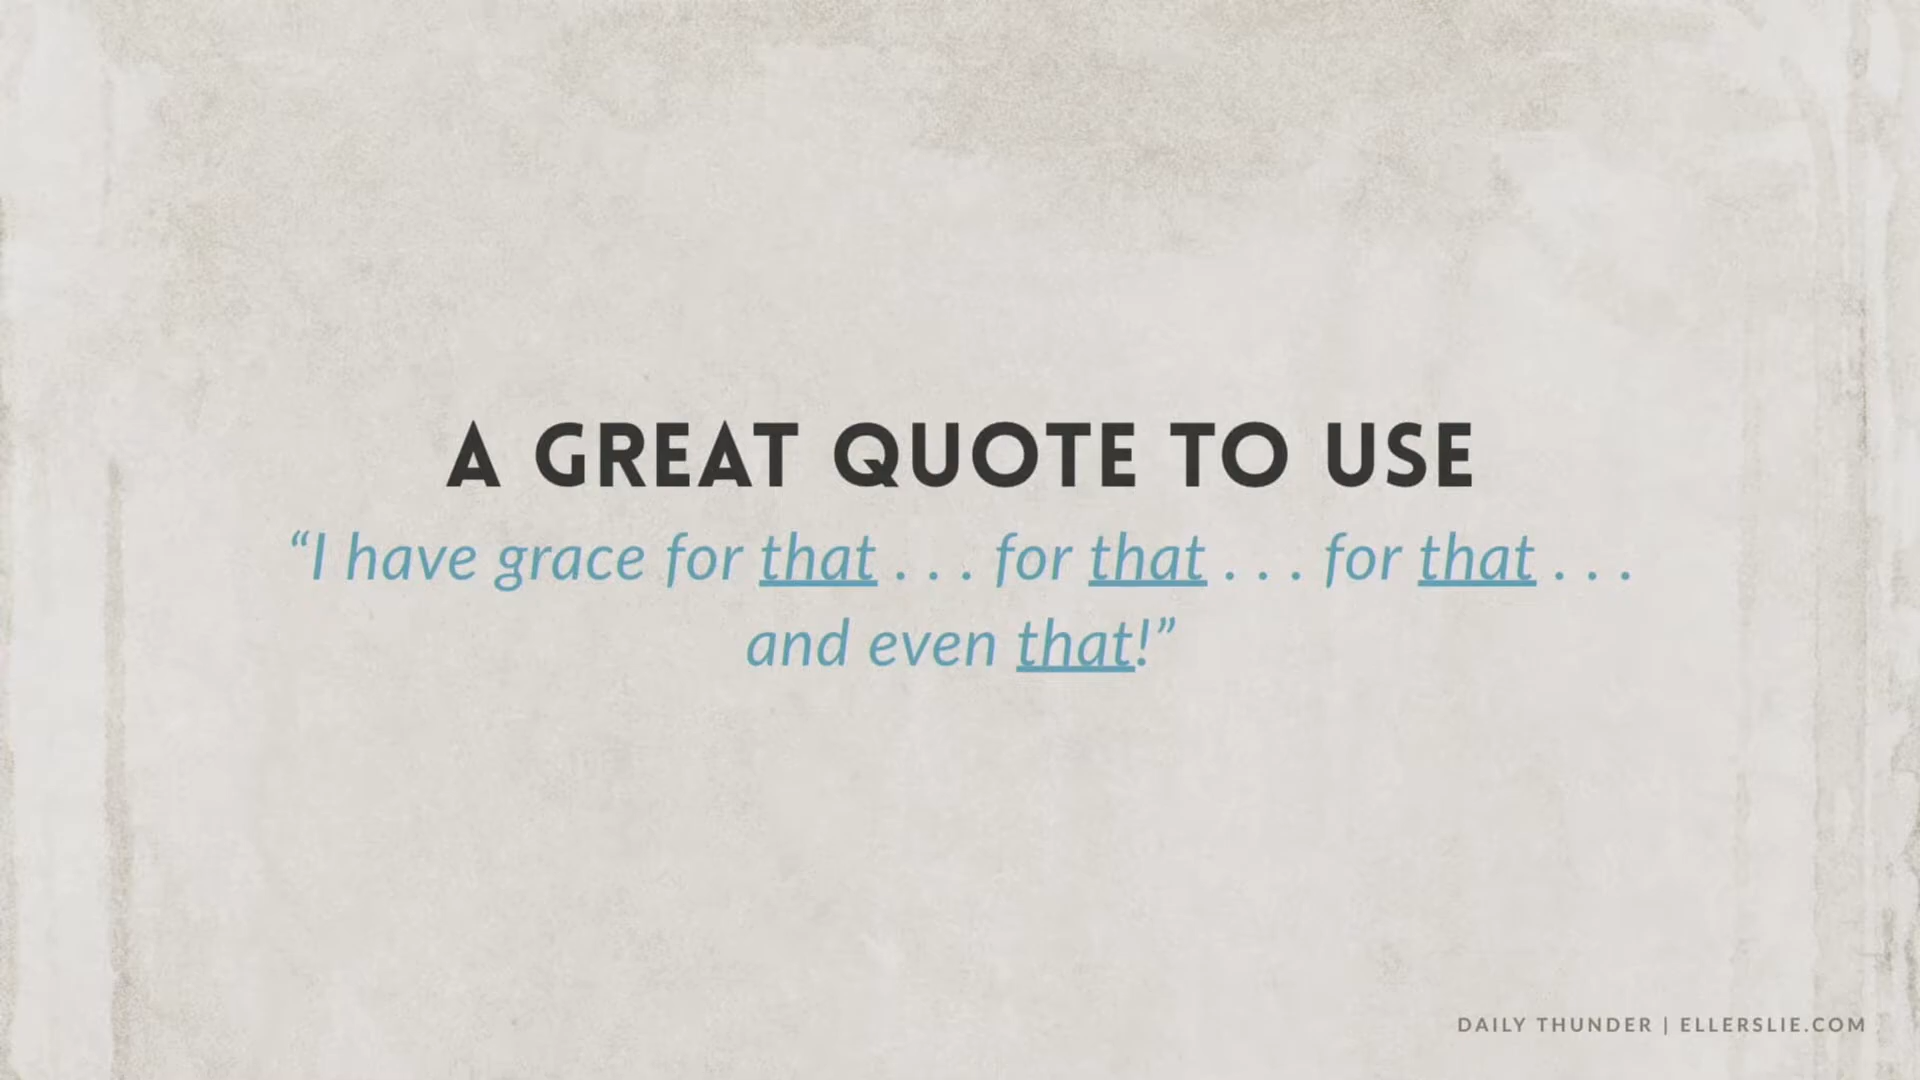 A GREAT QUOTE TO USE
“I have grace for that . . . for that . . . for that . . .
and even that!”
DAILY THUNDER | ELLERSLIE.COM